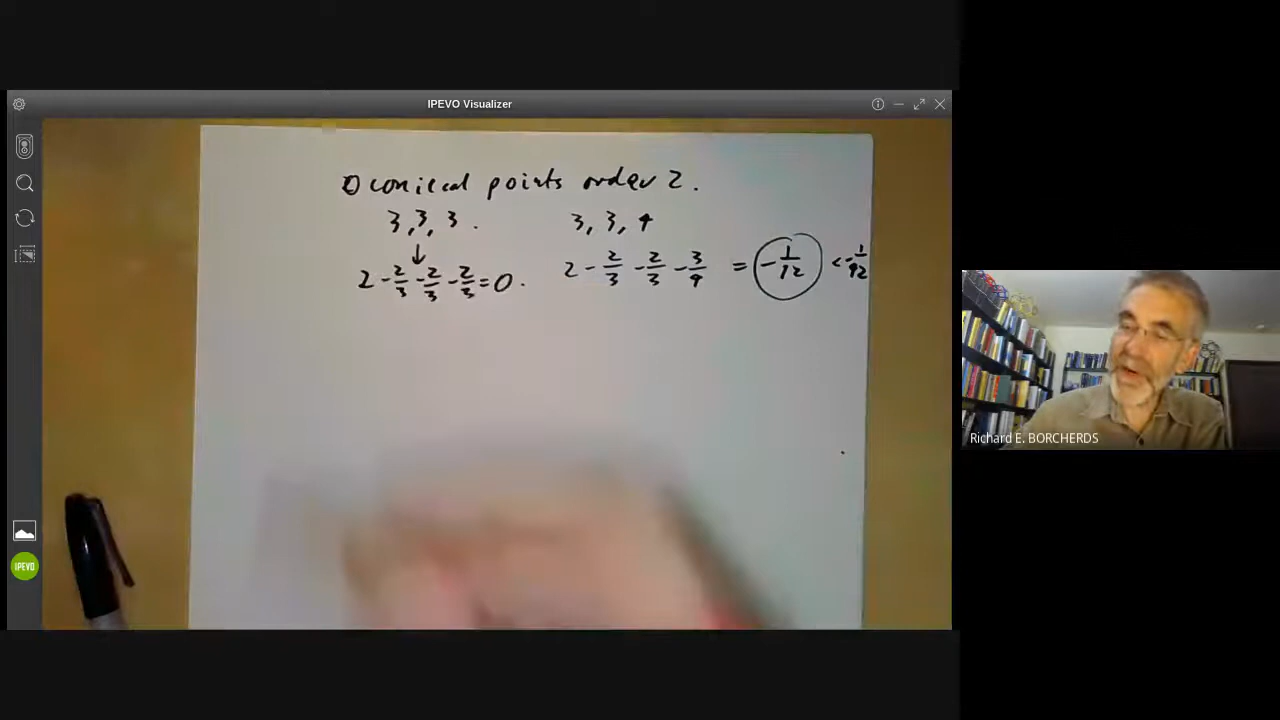 IPEVO Visualizer
0 conical points order 2.
3, 3, 3. 3, 3, 4
↓
2 - 2/3 - 2/3 - 2/3 = 0. 2 - 2/3 - 2/3 - 3/4 = -1/12 < -1/42
Richard E. BORCHERDS
IPEVO